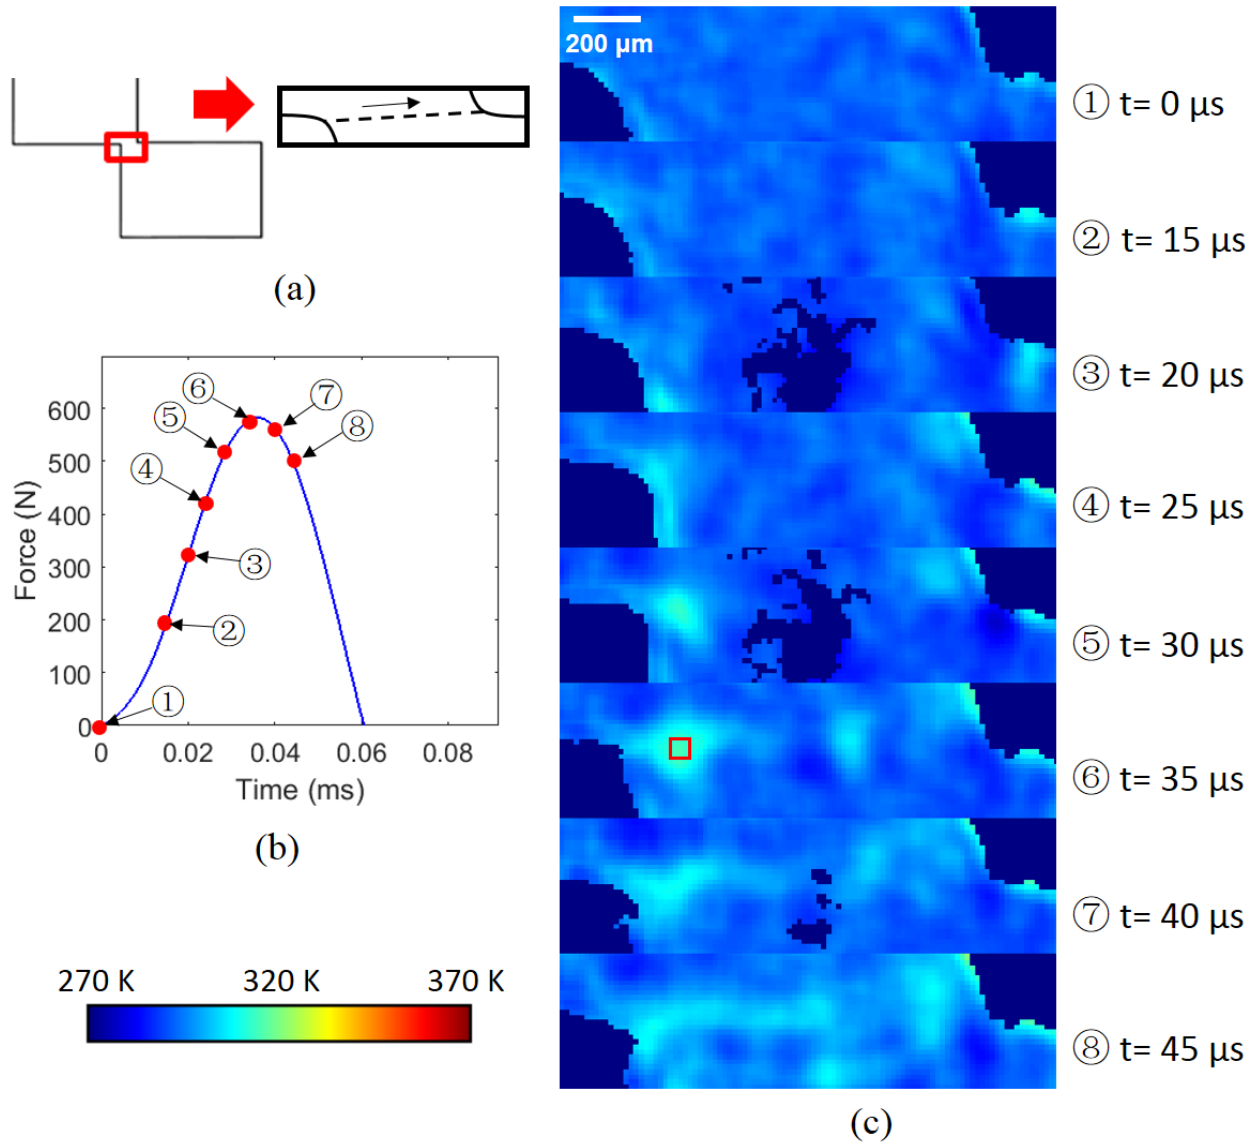 (a)
600
500
400
300
200
100
0
0
0.02
0.04
0.06
0.08
Force (N)
Time (ms)
①
②
③
④
⑤
⑥
⑦
⑧
(b)
270 K
320 K
370 K
200 μm
① t= 0 μs
② t= 15 μs
③ t= 20 μs
④ t= 25 μs
⑤ t= 30 μs
⑥ t= 35 μs
⑦ t= 40 μs
⑧ t= 45 μs
(c)